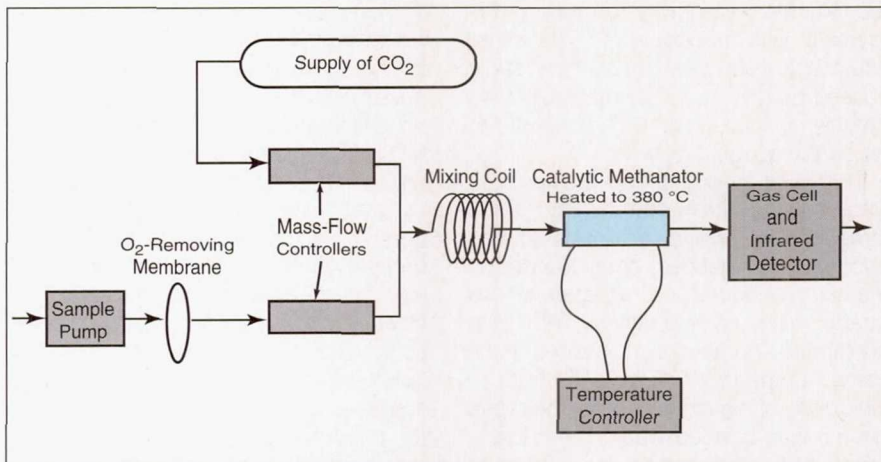 Supply of CO₂
Mixing Coil
Catalytic Methanator
Heated to 380 °C
Gas Cell
and
Infrared
Detector
Mass-Flow
Controllers
O₂-Removing
Membrane
Sample
Pump
Temperature
Controller